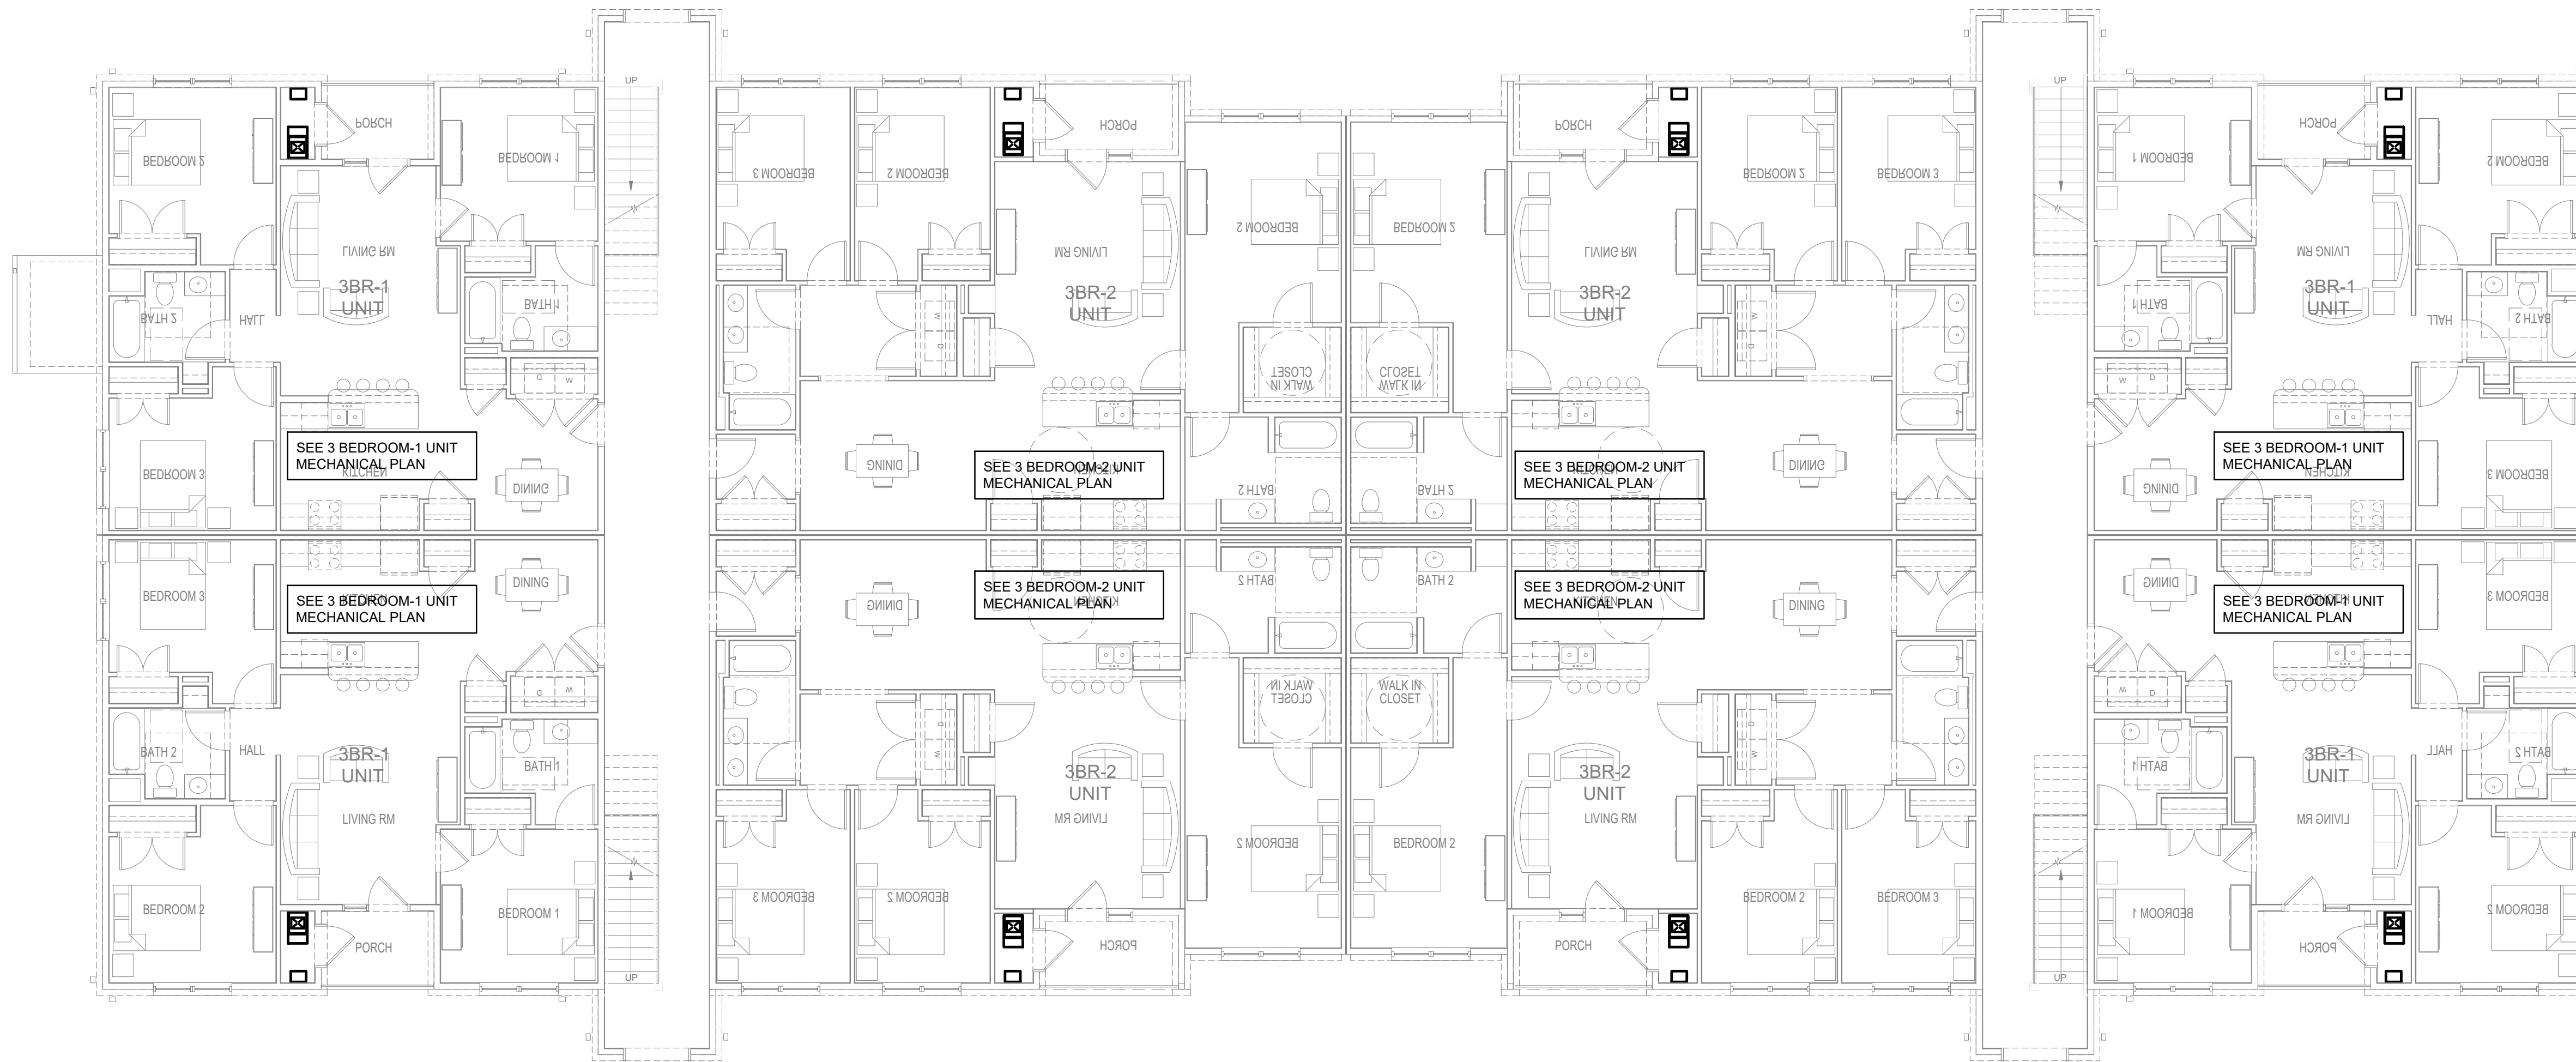 UP
PORCH
BEDROOM 2
BEDROOM 1
LIVING RM
3BR-1
UNIT
BATH 1
BATH 2
HALL
D
W
SEE 3 BEDROOM-1 UNIT
MECHANICAL PLAN
BEDROOM 3
KITCHEN
DINING
PORCH
BEDROOM 3
BEDROOM 2
BEDROOM 2
LIVING RM
3BR-2
UNIT
W
D
WALK IN
CLOSET
DINING
SEE 3 BEDROOM-2 UNIT
MECHANICAL PLAN
KITCHEN
BATH 2
PORCH
BEDROOM 2
BEDROOM 3
BEDROOM 2
LIVING RM
3BR-2
UNIT
W
D
WALK IN
CLOSET
SEE 3 BEDROOM-2 UNIT
MECHANICAL PLAN
KITCHEN
DINING
BATH 2
UP
PORCH
BEDROOM 1
BEDROOM 2
LIVING RM
3BR-1
UNIT
BATH 1
BATH 2
HALL
W
D
SEE 3 BEDROOM-1 UNIT
MECHANICAL PLAN
KITCHEN
BEDROOM 3
DINING
DINING
BEDROOM 3
SEE 3 BEDROOM-1 UNIT
MECHANICAL PLAN
KITCHEN
D
W
BATH 2
HALL
3BR-1
UNIT
BATH 1
LIVING RM
BEDROOM 2
BEDROOM 1
PORCH
UP
BATH 2
DINING
SEE 3 BEDROOM-2 UNIT
MECHANICAL PLAN
KITCHEN
WALK IN
CLOSET
D
W
3BR-2
UNIT
LIVING RM
BEDROOM 2
BEDROOM 3
BEDROOM 2
PORCH
BATH 2
SEE 3 BEDROOM-2 UNIT
MECHANICAL PLAN
KITCHEN
DINING
WALK IN
CLOSET
D
W
3BR-2
UNIT
LIVING RM
BEDROOM 2
BEDROOM 2
BEDROOM 3
PORCH
DINING
SEE 3 BEDROOM-1 UNIT
MECHANICAL PLAN
KITCHEN
BEDROOM 3
W
D
HALL
BATH 2
3BR-1
UNIT
BATH 1
LIVING RM
BEDROOM 1
BEDROOM 2
PORCH
UP